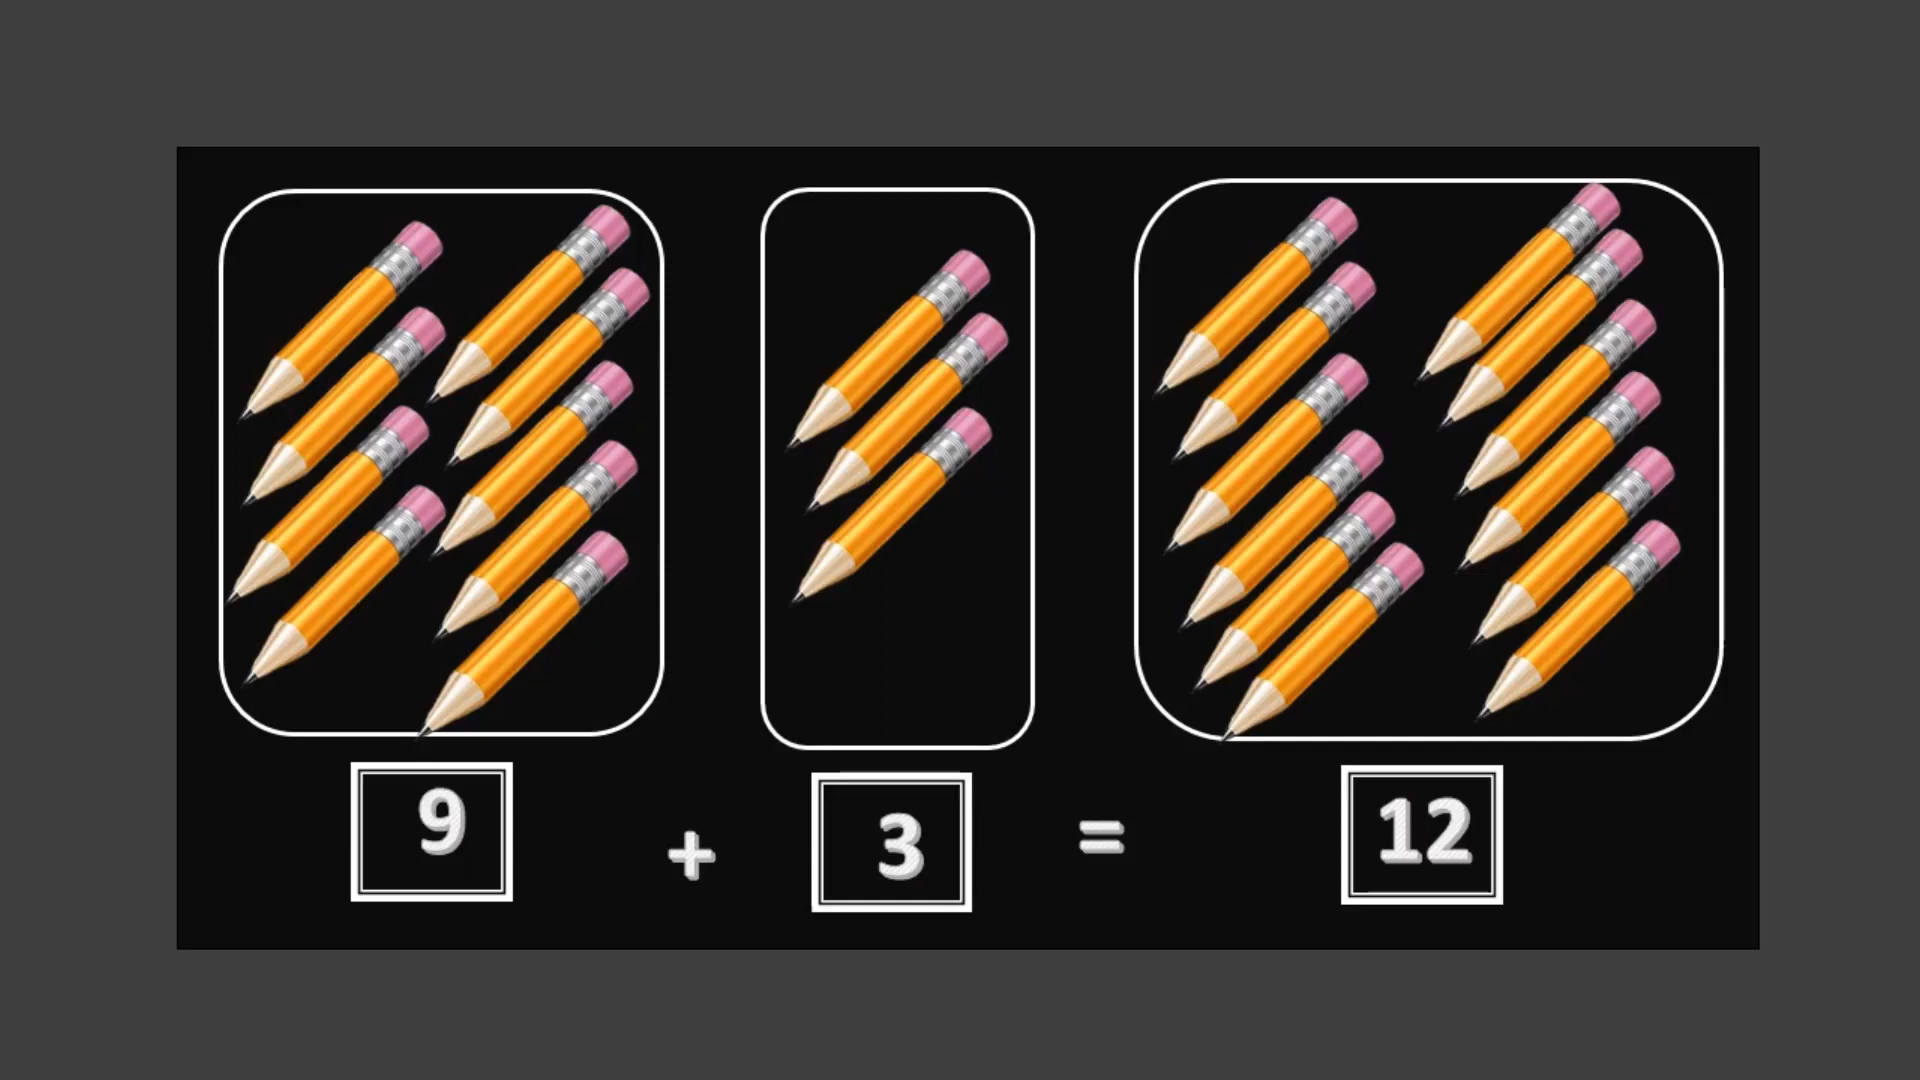 9 + 3 = 12